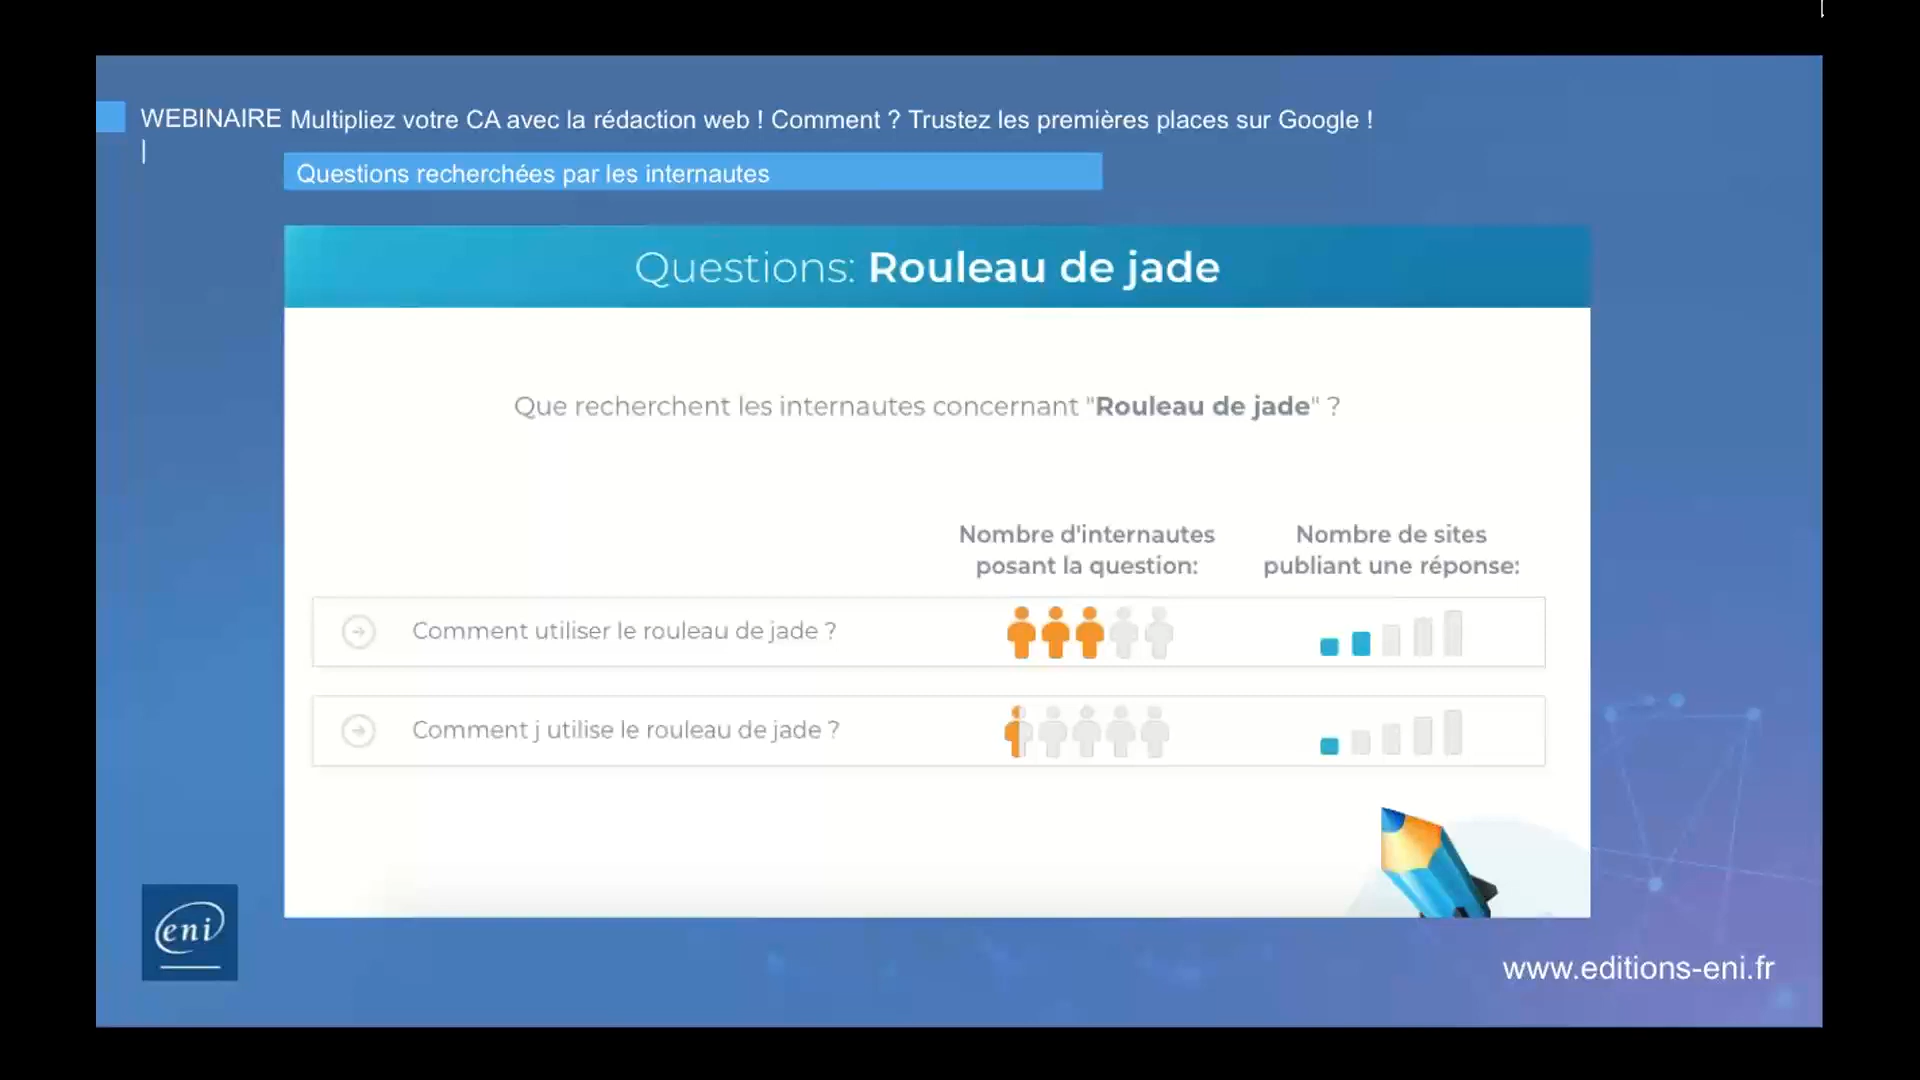 WEBINAIRE Multipliez votre CA avec la rédaction web ! Comment ? Trustez les premières places sur Google !
Questions recherchées par les internautes
Questions: Rouleau de jade
Que recherchent les internautes concernant "Rouleau de jade" ?
Nombre d'internautes posant la question:
Nombre de sites publiant une réponse:
Comment utiliser le rouleau de jade ?
Comment j utilise le rouleau de jade ?
eni
www.editions-eni.fr